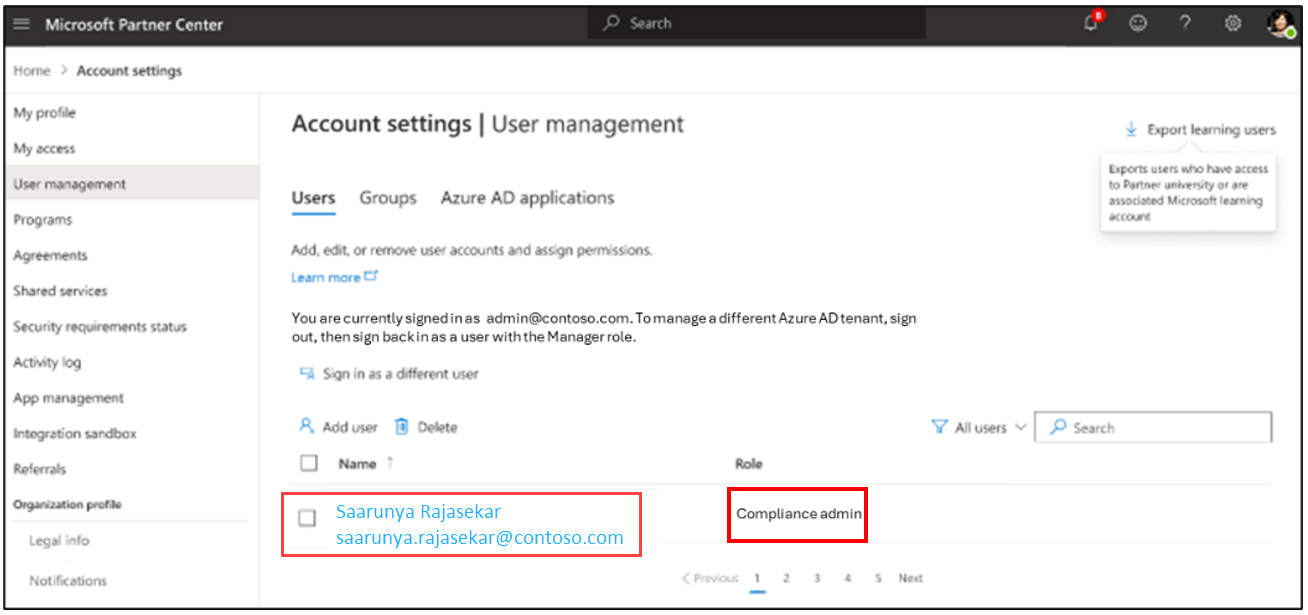 Microsoft Partner Center
Search
8
?
Home > Account settings
My profile
My access
User management
Programs
Agreements
Shared services
Security requirements status
Activity log
App management
Integration sandbox
Referrals
Organization profile
Legal info
Notifications
Account settings | User management
Export learning users
Exports users who have access
to Partner university or are
associated Microsoft learning
account
Users Groups Azure AD applications
Add, edit, or remove user accounts and assign permissions.
Learn more
You are currently signed in as admin@contoso.com. To manage a different Azure AD tenant, sign
out, then sign back in as a user with the Manager role.
Sign in as a different user
Add user Delete
All users Search
Name ↑ Role
Saarunya Rajasekar
saarunya.rajasekar@contoso.com
Compliance admin
< Previous 1 2 3 4 5 Next